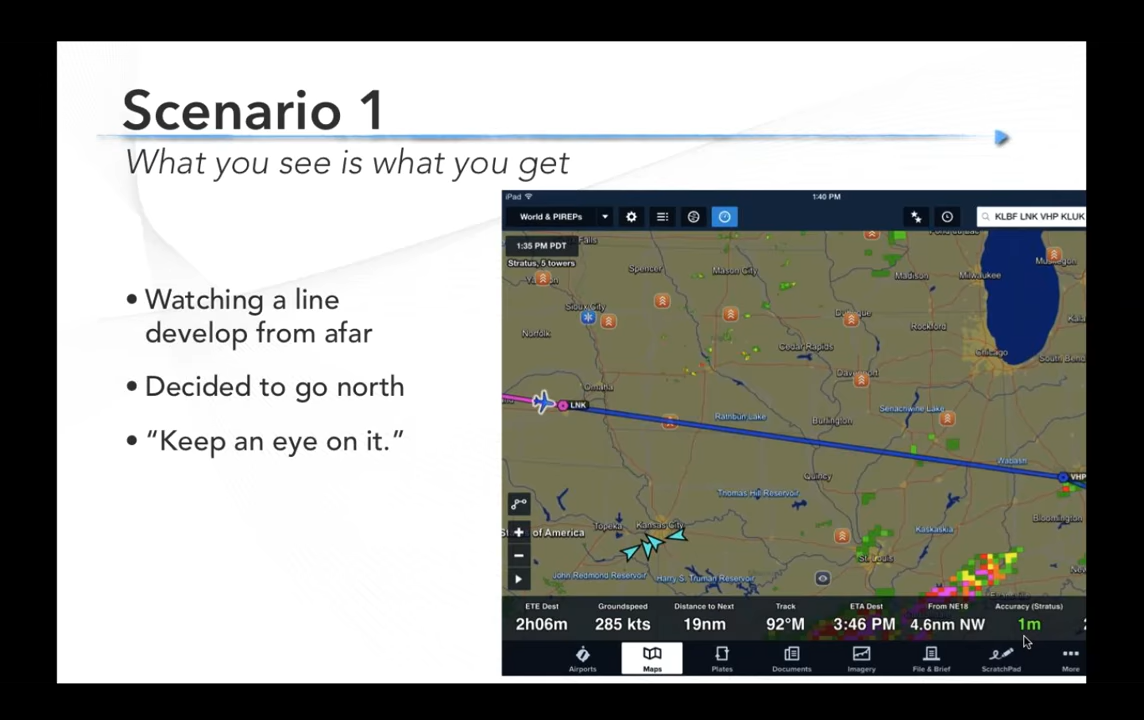 Scenario 1
What you see is what you get
• Watching a line
develop from afar
• Decided to go north
• "Keep an eye on it."
iPad
1:40 PM
World & PIREPs
KLBF LNK VHP KLUK
1:35 PM PDT
Stratus, 5 towers
Falls
Spencer
Mason City
Madison
Milwaukee
Sioux City
Norfolk
Rockford
Cedar Rapids
Chicago
South Bend
Omaha
LNK
Rathbun Lake
Burlington
Senachwine Lake
Wabash
Quincy
VHP
Thomas Hill Reservoir
Bloomington
Topeka
Kansas City
s of America
Kaskaskia
St. Louis
John Redmond Reservoir
Harry S. Truman Reservoir
ETE Dest
Groundspeed
Distance to Next
Track
ETA Dest
From NE18
Accuracy (Stratus)
2h06m
285 kts
19nm
92°M
3:46 PM
4.6nm NW
1m
Airports
Maps
Plates
Documents
Imagery
File & Brief
ScratchPad
More